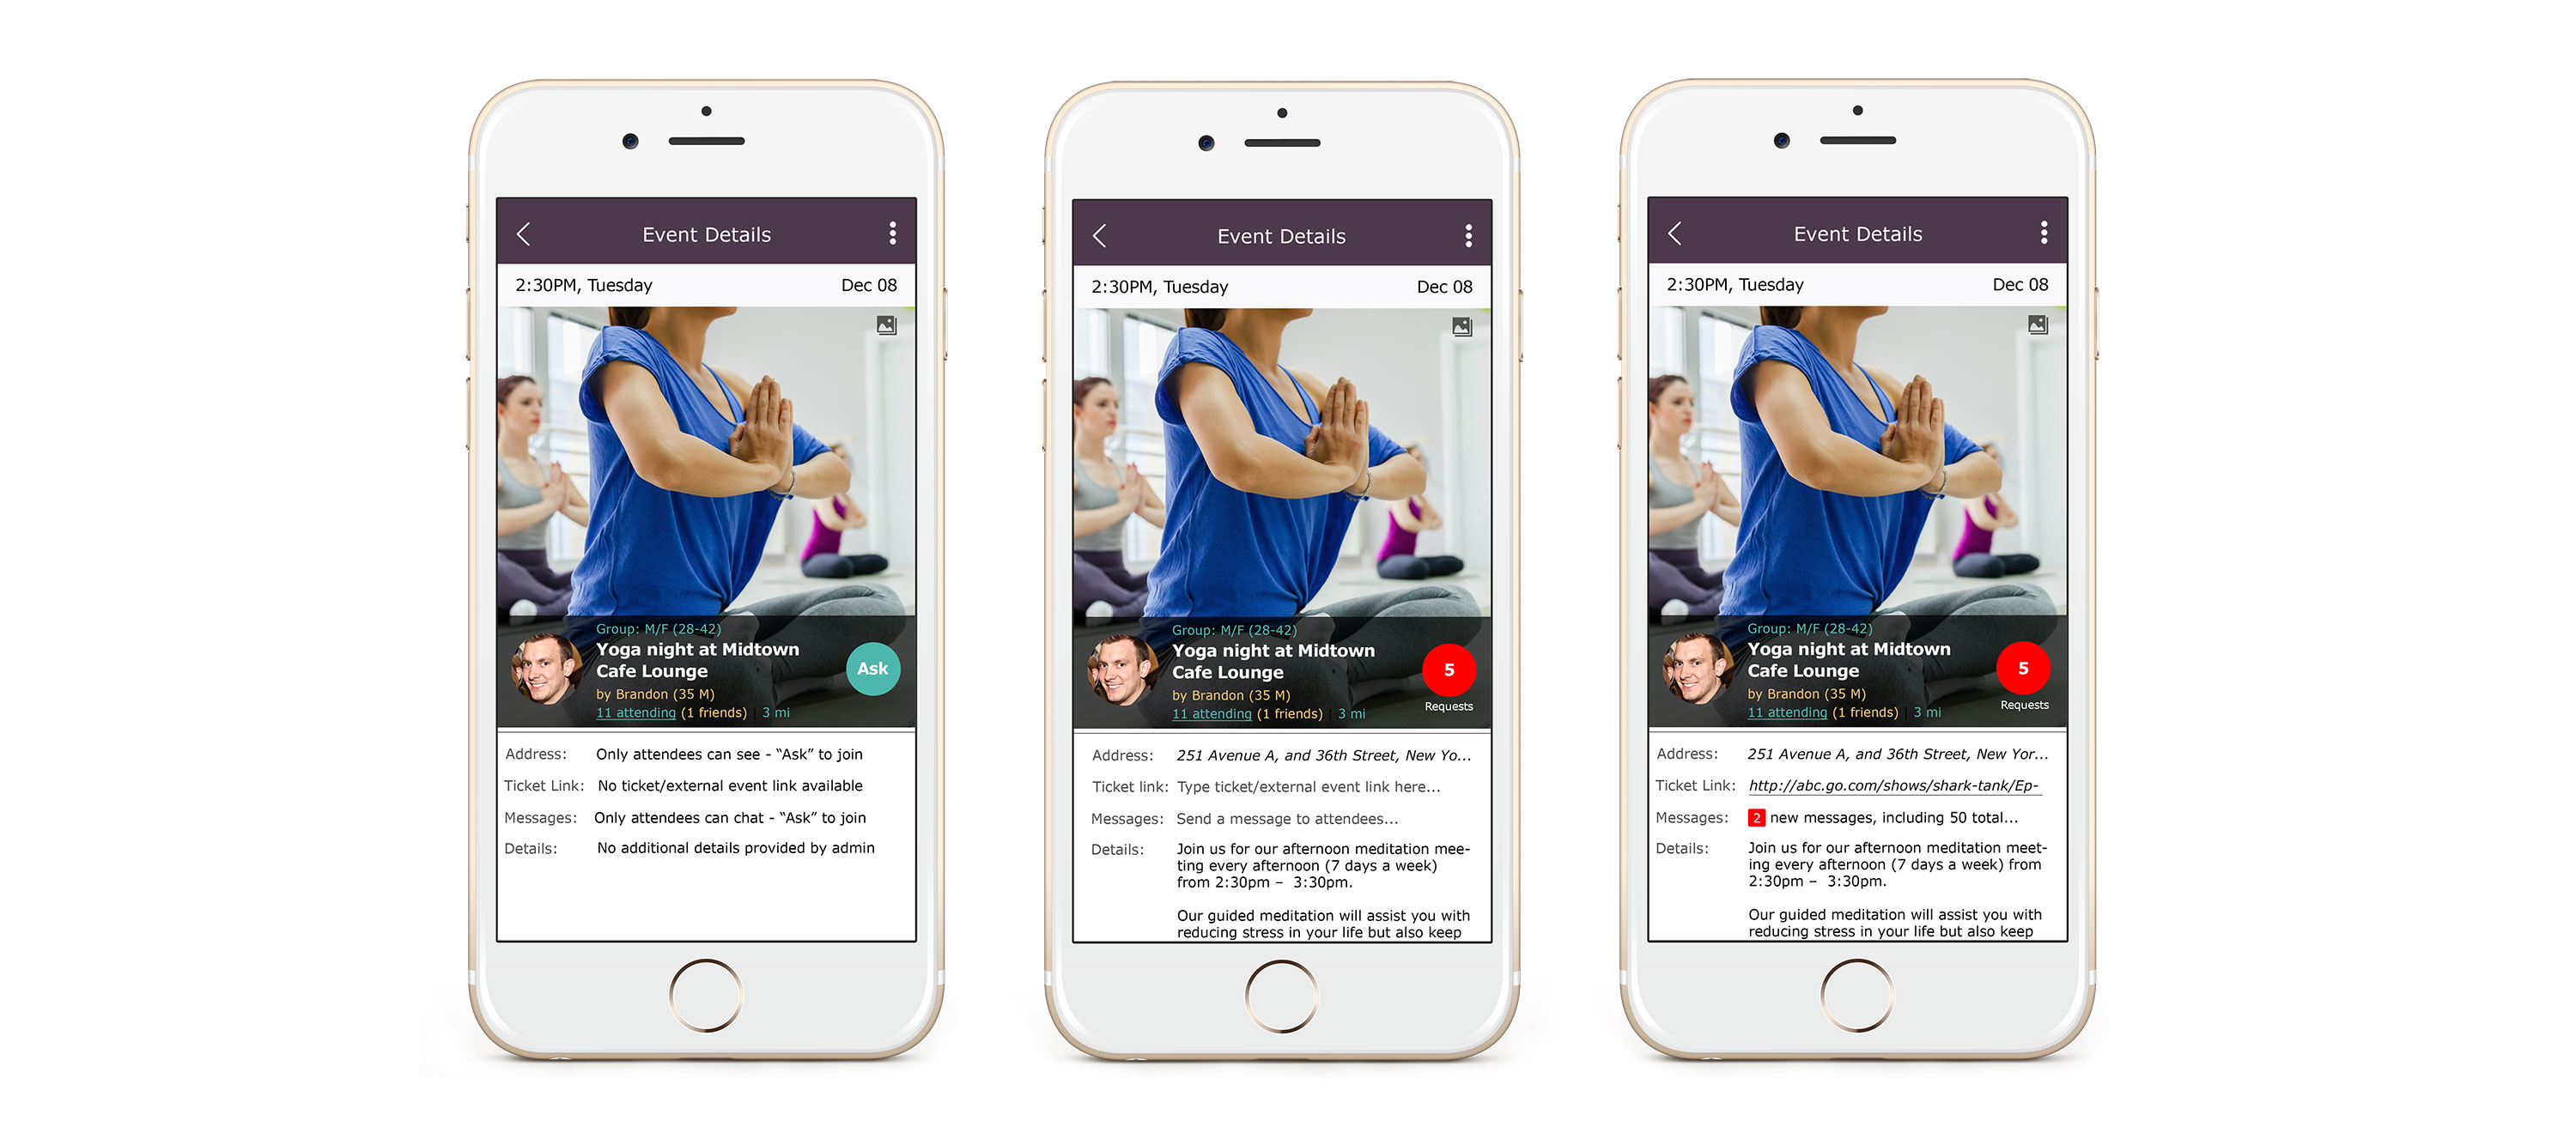 Event Details
2:30PM, Tuesday Dec 08
Group: M/F (28-42)
Yoga night at Midtown
Cafe Lounge
by Brandon (35 M)
11 attending (1 friends) | 3 mi
Ask
Address: Only attendees can see - “Ask” to join
Ticket Link: No ticket/external event link available
Messages: Only attendees can chat - “Ask” to join
Details: No additional details provided by admin
Event Details
2:30PM, Tuesday Dec 08
Group: M/F (28-42)
Yoga night at Midtown
Cafe Lounge
by Brandon (35 M)
11 attending (1 friends) | 3 mi
5
Requests
Address: 251 Avenue A, and 36th Street, New Yo...
Ticket link: Type ticket/external event link here...
Messages: Send a message to attendees...
Details: Join us for our afternoon meditation mee-
ting every afternoon (7 days a week)
from 2:30pm – 3:30pm.
Our guided meditation will assist you with
reducing stress in your life but also keep
Event Details
2:30PM, Tuesday Dec 08
Group: M/F (28-42)
Yoga night at Midtown
Cafe Lounge
by Brandon (35 M)
11 attending (1 friends) | 3 mi
5
Requests
Address: 251 Avenue A, and 36th Street, New Yor...
Ticket Link: http://abc.go.com/shows/shark-tank/Ep-
Messages: 2 new messages, including 50 total...
Details: Join us for our afternoon meditation meet-
ing every afternoon (7 days a week) from
2:30pm – 3:30pm.
Our guided meditation will assist you with
reducing stress in your life but also keep